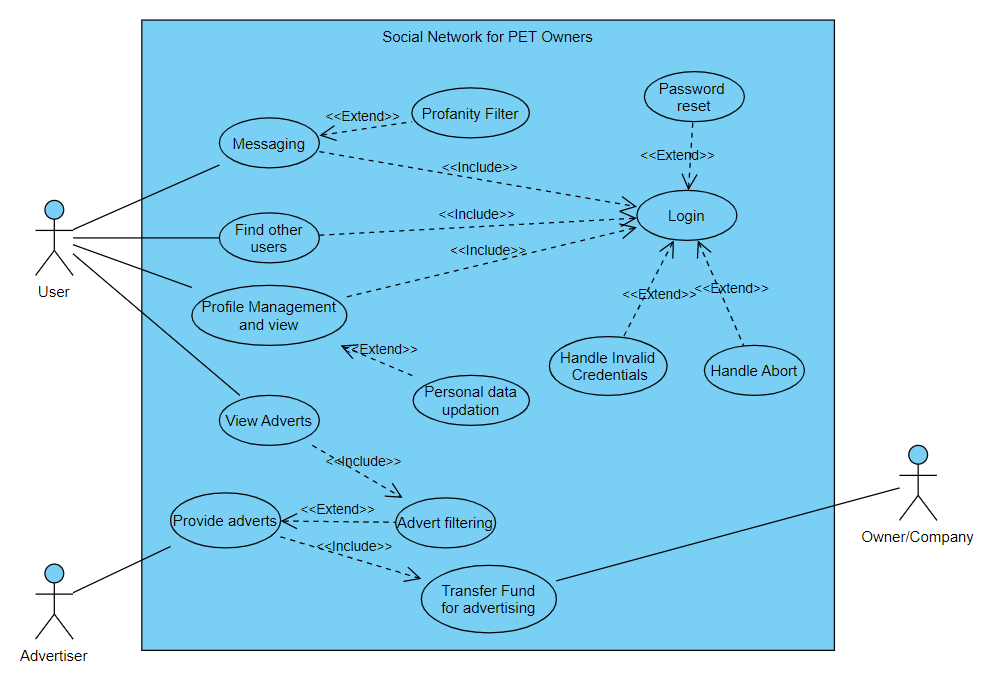 Social Network for PET Owners
Password
reset
<<Extend>>
Profanity Filter
Messaging
<<Include>>
<<Extend>>
Login
<<Include>>
Find other
users
<<Include>>
User
Profile Management
and view
<<Extend>>
<<Extend>>
<<Extend>>
Handle Invalid
Credentials
Handle Abort
Personal data
updation
View Adverts
<<Include>>
<<Extend>>
Provide adverts
Advert filtering
<<Include>>
Owner/Company
Transfer Fund
for advertising
Advertiser